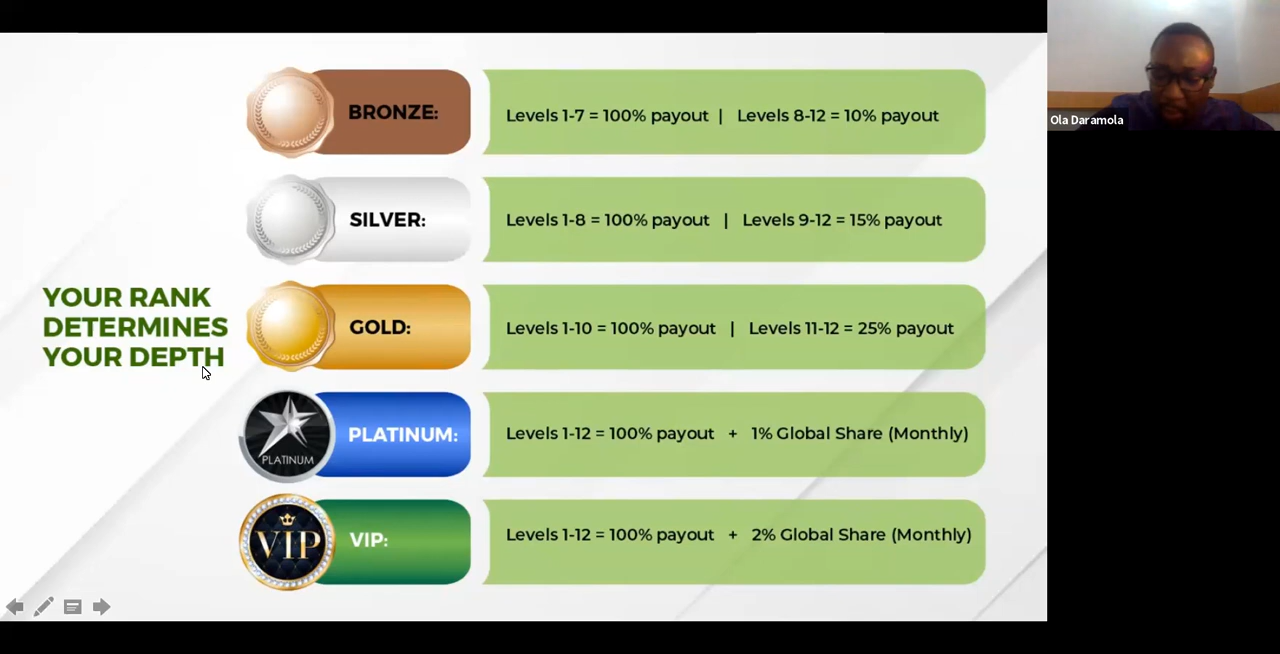 BRONZE:
Levels 1-7 = 100% payout | Levels 8-12 = 10% payout
Ola Daramola
SILVER:
Levels 1-8 = 100% payout | Levels 9-12 = 15% payout
YOUR RANK
DETERMINES
YOUR DEPTH
GOLD:
Levels 1-10 = 100% payout | Levels 11-12 = 25% payout
PLATINUM
PLATINUM:
Levels 1-12 = 100% payout + 1% Global Share (Monthly)
VIP
VIP:
Levels 1-12 = 100% payout + 2% Global Share (Monthly)